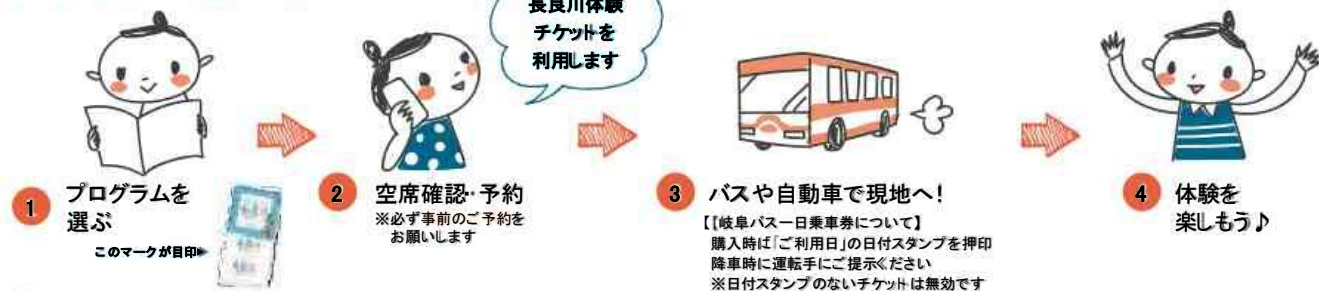 長良川体験
チケットを
利用します
1 プログラムを
選ぶ
このマークが目印
2 空席確認・予約
※必ず事前のご予約を
お願いします
3 バスや自動車で現地へ!
【【岐阜バス一日乗車券について】
購入時に「ご利用日」の日付スタンプを押印
降車時に運転手にご提示ください
※日付スタンプのないチケットは無効です
4 体験を
楽しもう♪